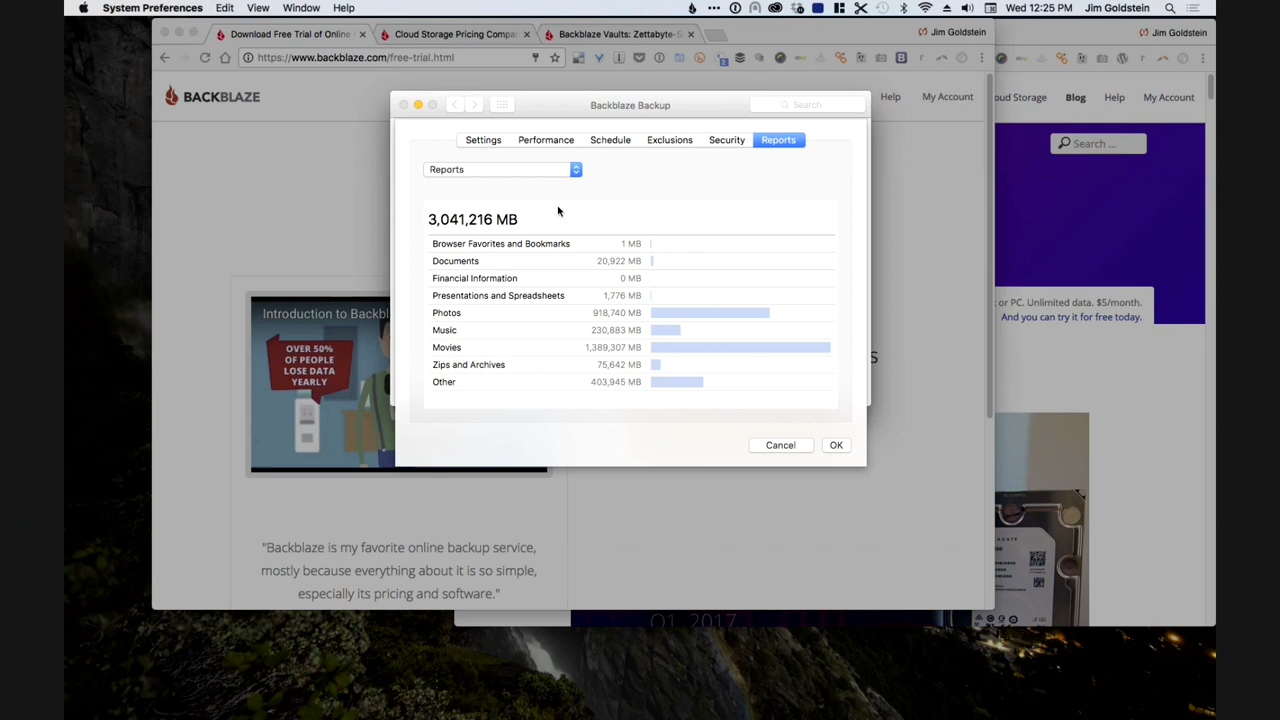 System Preferences Edit View Window Help
Wed 12:25 PM Jim Goldstein
Download Free Trial of Online
Cloud Storage Pricing Compa
Backblaze Vaults: Zettabyte-S
Jim Goldstein
Jim Goldstein
https://www.backblaze.com/free-trial.html
BACKBLAZE
Help My Account
oud Storage Blog Help My Account
Search ...
Backblaze Backup
Search
Settings Performance Schedule Exclusions Security Reports
Reports
3,041,216 MB
Browser Favorites and Bookmarks 1 MB
Documents 20,922 MB
Financial Information 0 MB
Presentations and Spreadsheets 1,776 MB
Photos 918,740 MB
Music 230,883 MB
Movies 1,389,307 MB
Zips and Archives 75,642 MB
Other 403,945 MB
Cancel OK
Introduction to Backbl
OVER 50%
OF PEOPLE
LOSE DATA
YEARLY
or PC. Unlimited data. $5/month.
And you can try it for free today.
s
"Backblaze is my favorite online backup service,
mostly because everything about it is so simple,
especially its pricing and software."
Q1 2017